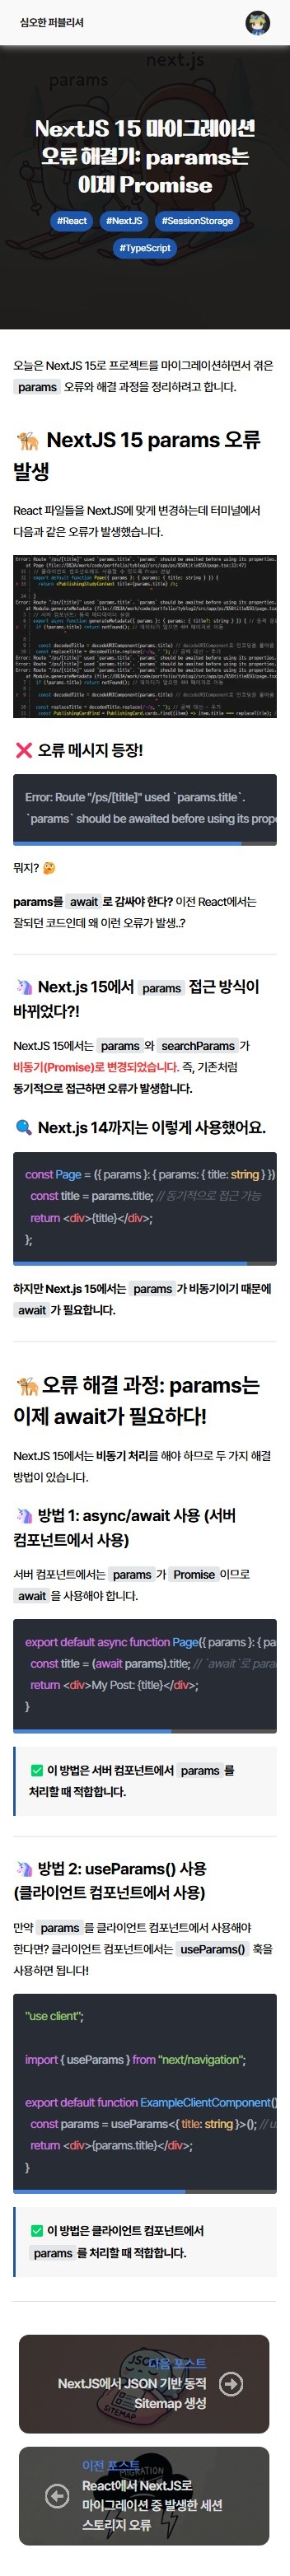 심오한 퍼블리셔
next.js
params
NextJS 15 마이그레이션
오류 해결기: params는
이제 Promise
#React #NextJS #SessionStorage
#TypeScript
오늘은 NextJS 15로 프로젝트를 마이그레이션하면서 겪은
params 오류와 해결 과정을 정리하려고 합니다.
🐪 NextJS 15 params 오류
발생
React 파일들을 NextJS에 맞게 변경하는데 터미널에서
다음과 같은 오류가 발생했습니다.
❌ 오류 메시지 등장!
Error: Route "/ps/[title]" used `params.title`.
`params` should be awaited before using its prope
뭐지? 🤔
params를 await 로 감싸야 한다? 이전 React에서는
잘되던 코드인데 왜 이런 오류가 발생..?
🦄 Next.js 15에서 params 접근 방식이
바뀌었다?!
NextJS 15에서는 params 와 searchParams 가
비동기(Promise)로 변경되었습니다. 즉, 기존처럼
동기적으로 접근하면 오류가 발생합니다.
🔍 Next.js 14까지는 이렇게 사용했어요.
const Page = ({ params }: { params: { title: string } })
const title = params.title; // 동기적으로 접근 가능
return <div>{title}</div>;
};
하지만 Next.js 15에서는 params 가 비동기이기 때문에
await 가 필요합니다.
🐪 오류 해결 과정: params는
이제 await가 필요하다!
NextJS 15에서는 비동기 처리를 해야 하므로 두 가지 해결
방법이 있습니다.
🦄 방법 1: async/await 사용 (서버
컴포넌트에서 사용)
서버 컴포넌트에서는 params 가 Promise 이므로
await 을 사용해야 합니다.
export default async function Page({ params }: { pa
const title = (await params).title; // `await`로 para
return <div>My Post: {title}</div>;
}
✅ 이 방법은 서버 컴포넌트에서 params 를
처리할 때 적합합니다.
🦄 방법 2: useParams() 사용
(클라이언트 컴포넌트에서 사용)
만약 params 를 클라이언트 컴포넌트에서 사용해야
한다면? 클라이언트 컴포넌트에서는 useParams() 훅을
사용하면 됩니다!
"use client";
import { useParams } from "next/navigation";
export default function ExampleClientComponent()
const params = useParams<{ title: string }>(); // u
return <div>{params.title}</div>;
}
✅ 이 방법은 클라이언트 컴포넌트에서
params 를 처리할 때 적합합니다.
다음 포스트
NextJS에서 JSON 기반 동적
Sitemap 생성
SITEMAP
이전 포스트
MIGRATION
React에서 NextJS로
마이그레이션 중 발생한 세션
스토리지 오류